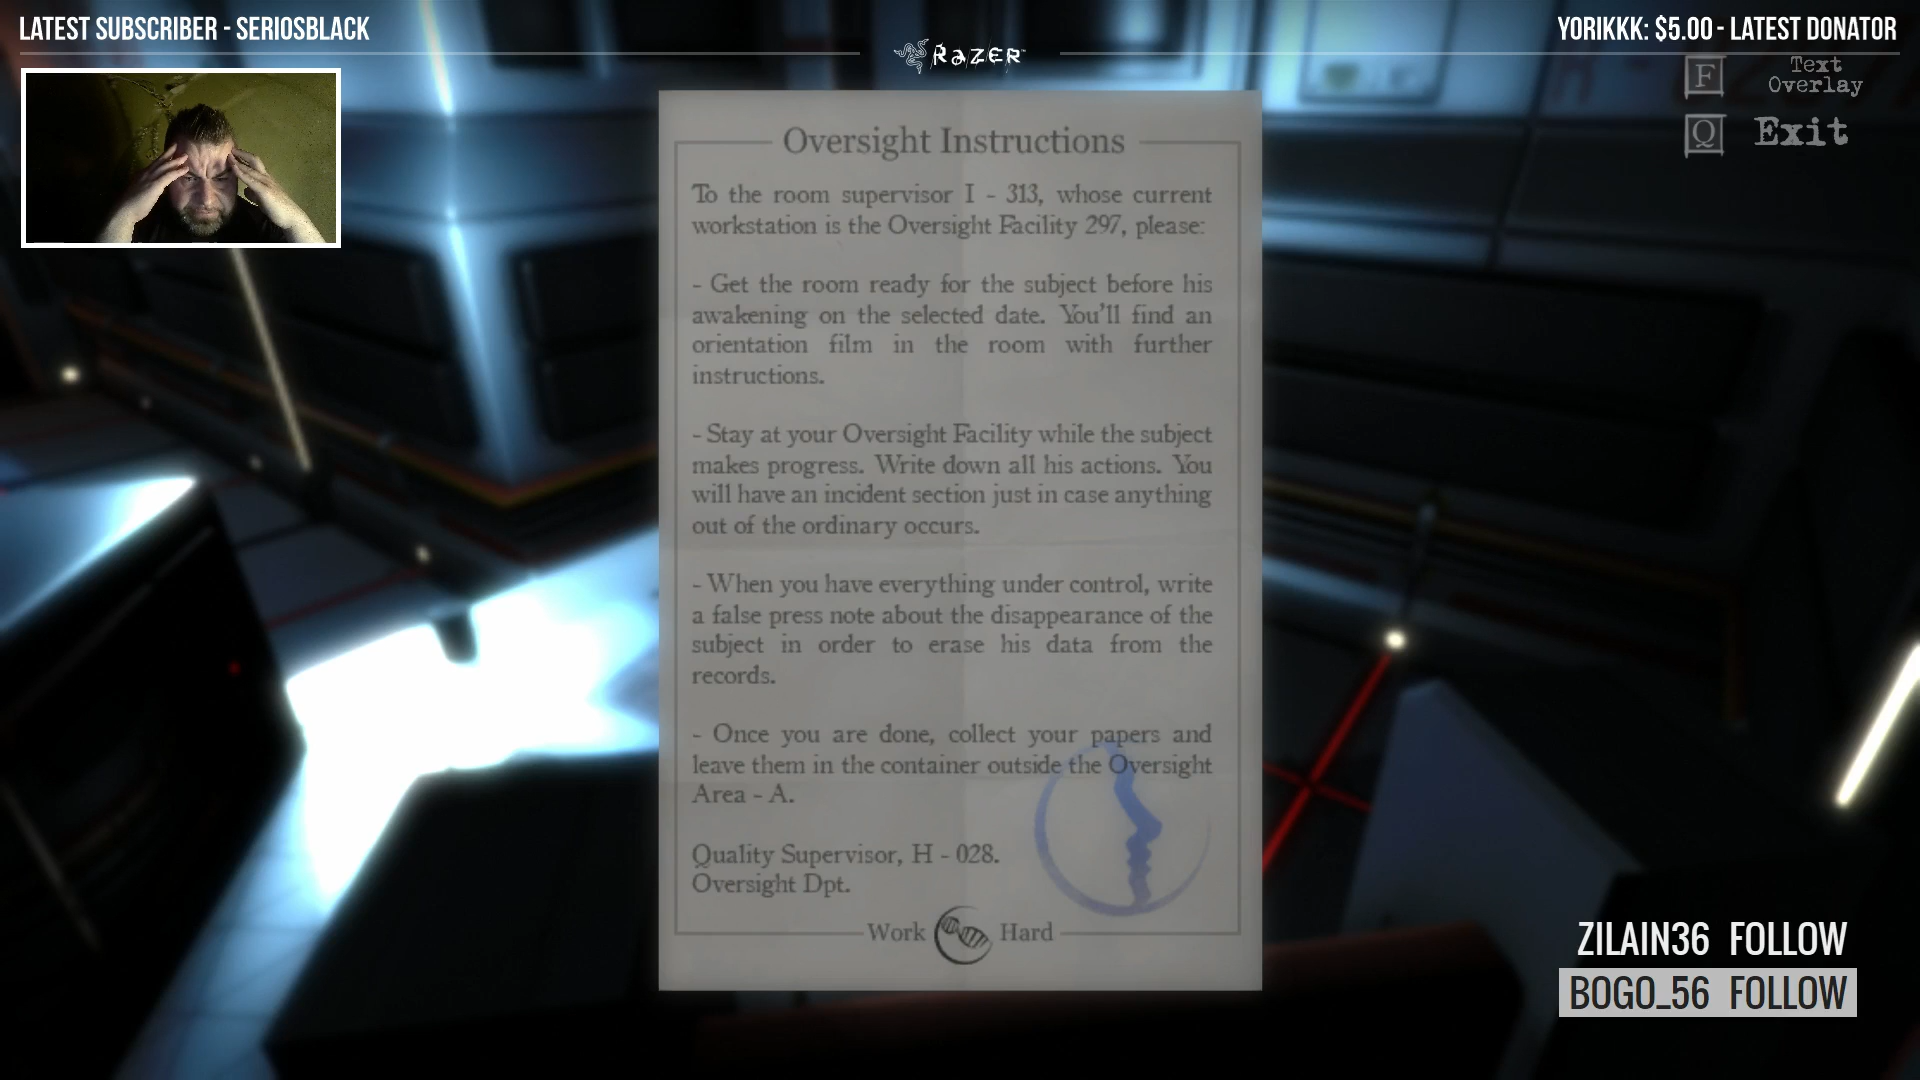 LATEST SUBSCRIBER - SERIOSBLACK
RAZER
YORIKKK: $5.00 - LATEST DONATOR
F Text
Overlay
Q Exit
Oversight Instructions
To the room supervisor I - 313, whose current
workstation is the Oversight Facility 297, please:
- Get the room ready for the subject before his
awakening on the selected date. You'll find an
orientation film in the room with further
instructions.
- Stay at your Oversight Facility while the subject
makes progress. Write down all his actions. You
will have an incident section just in case anything
out of the ordinary occurs.
- When you have everything under control, write
a false press note about the disappearance of the
subject in order to erase his data from the
records.
- Once you are done, collect your papers and
leave them in the container outside the Oversight
Area - A.
Quality Supervisor, H - 028.
Oversight Dpt.
Work Hard
ZILAIN36 FOLLOW
BOGO_56 FOLLOW